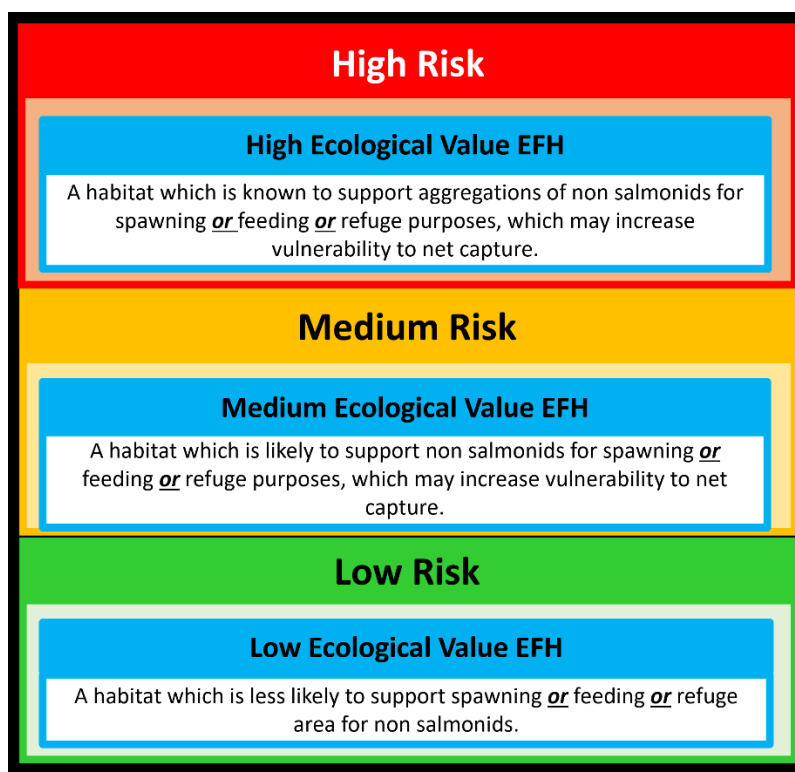 High Risk
High Ecological Value EFH
A habitat which is known to support aggregations of non salmonids for
spawning or feeding or refuge purposes, which may increase
vulnerability to net capture.
Medium Risk
Medium Ecological Value EFH
A habitat which is likely to support non salmonids for spawning or
feeding or refuge purposes, which may increase vulnerability to net
capture.
Low Risk
Low Ecological Value EFH
A habitat which is less likely to support spawning or feeding or refuge
area for non salmonids.